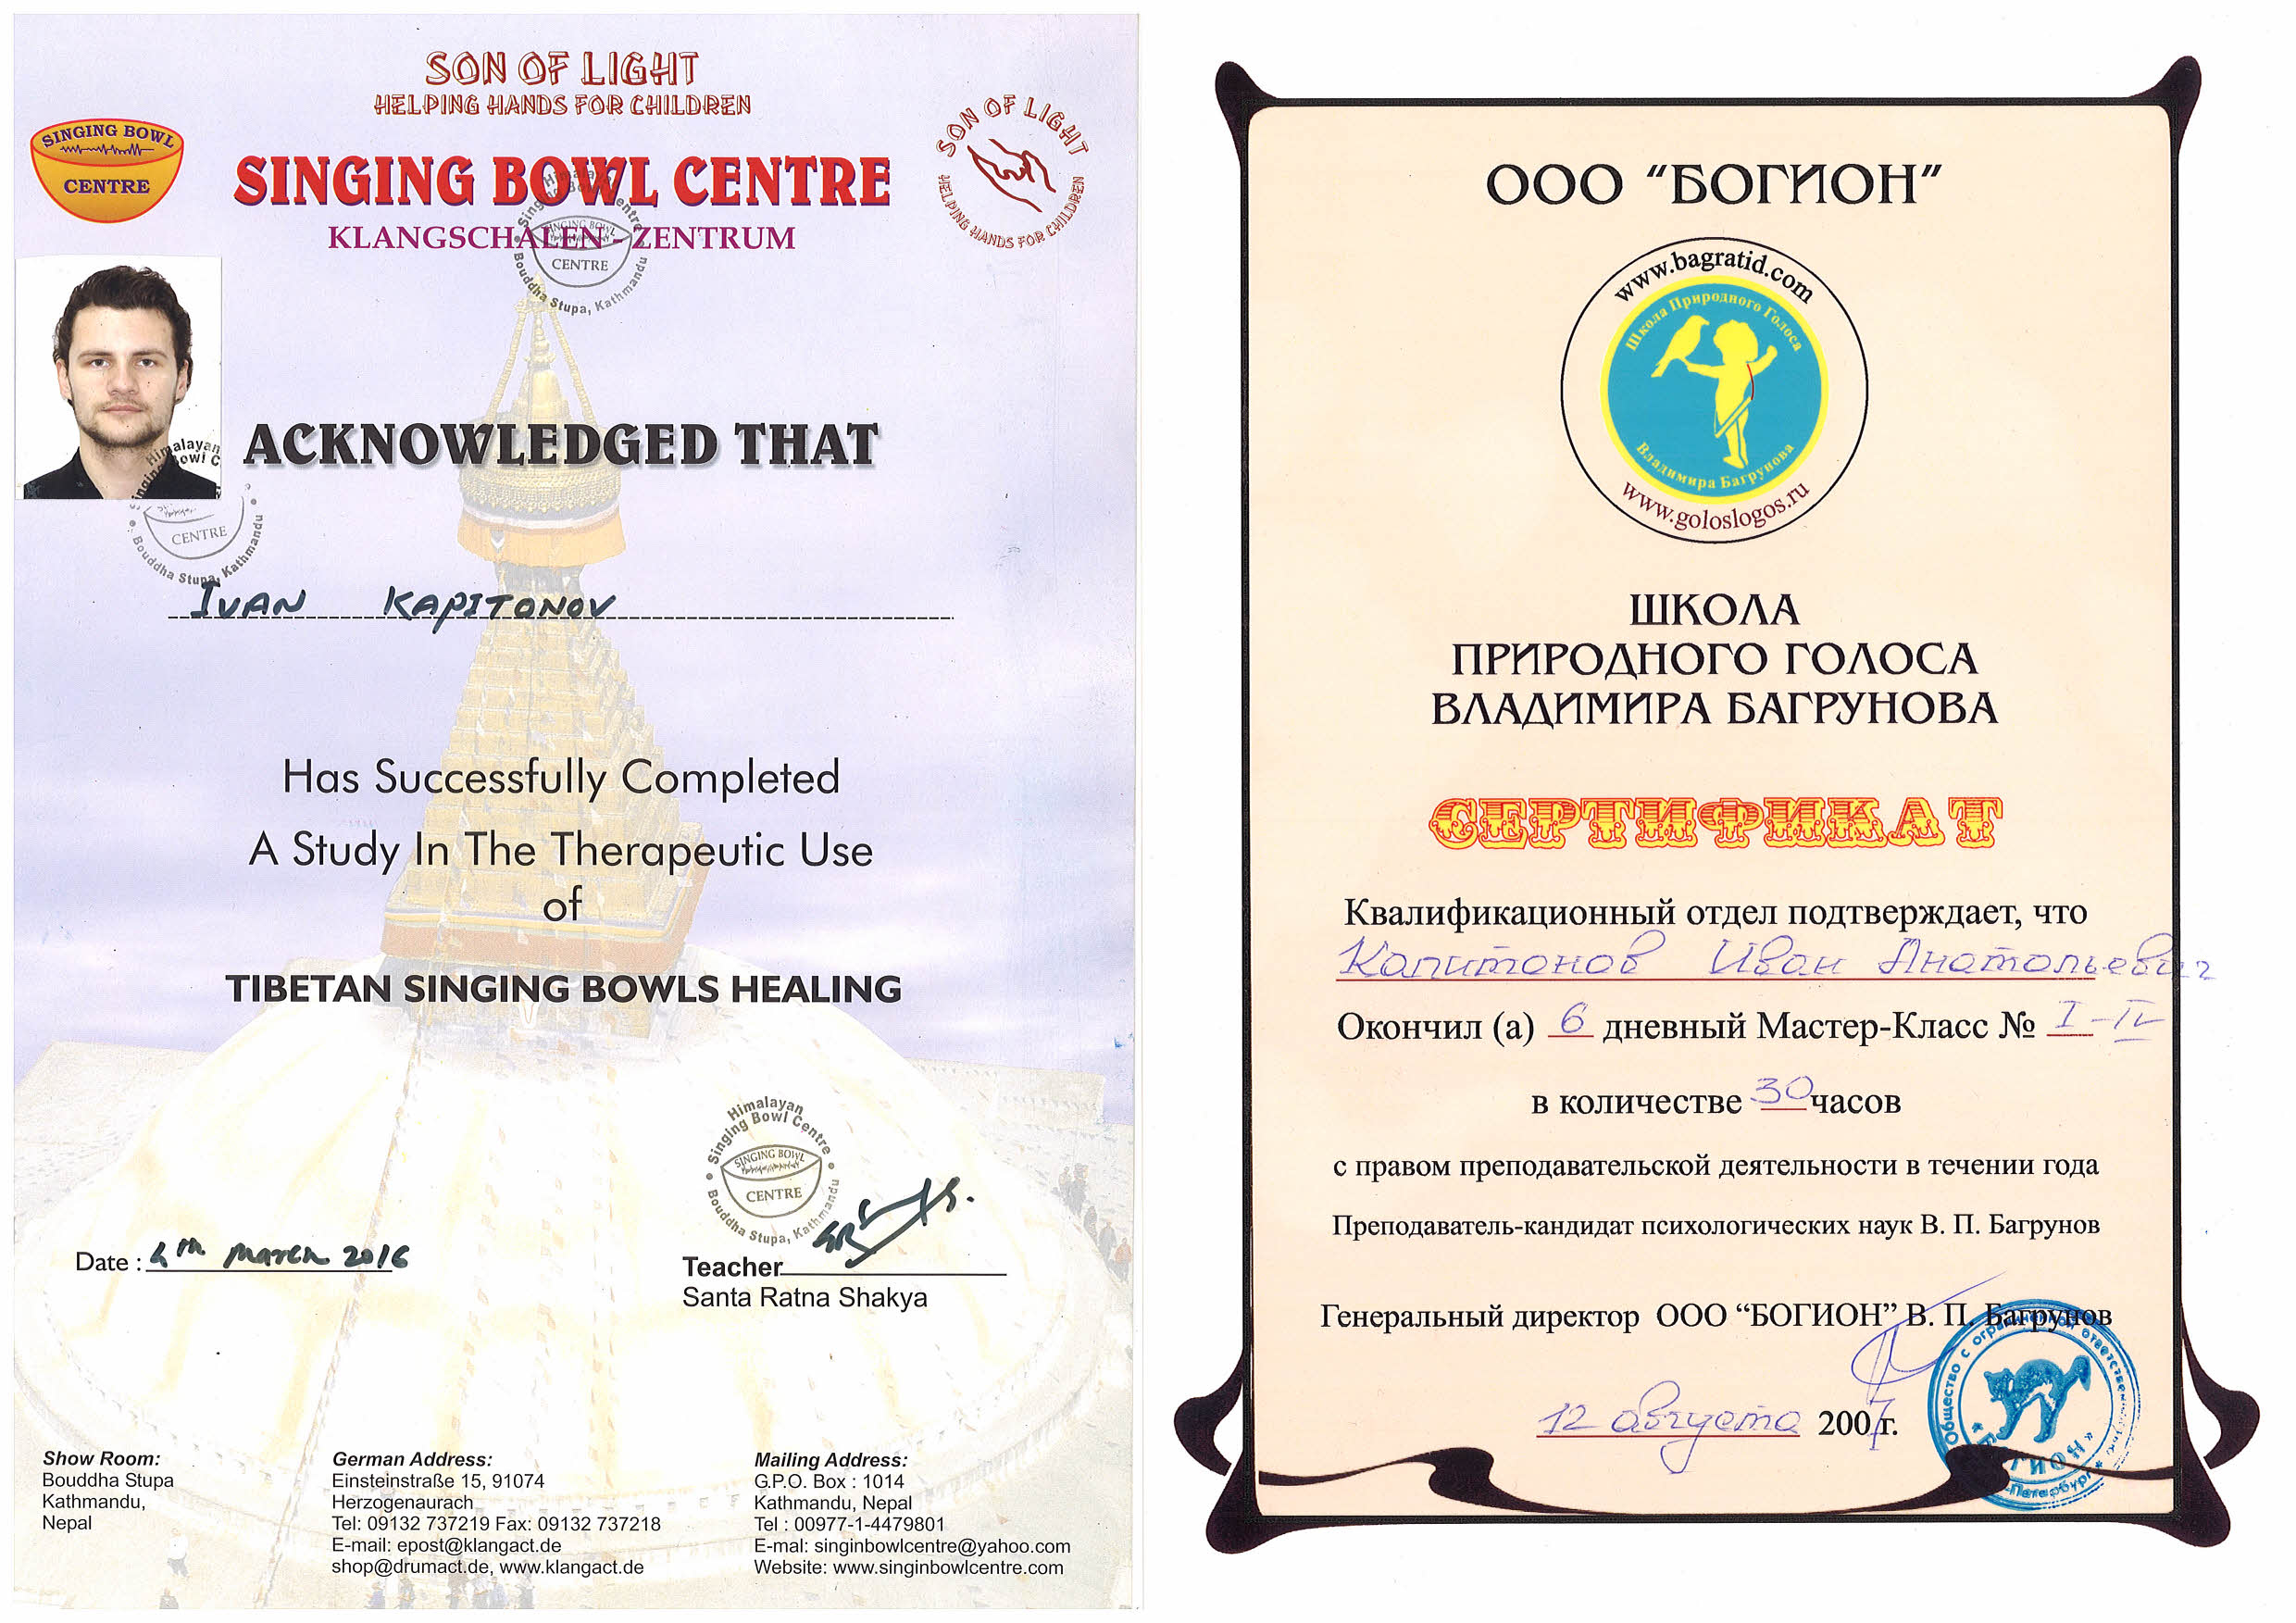 SON OF LIGHT
HELPING HANDS FOR CHILDREN
SINGING BOWL
CENTRE
SON OF LIGHT
HELPING HANDS FOR CHILDREN
SINGING BOWL CENTRE
KLANGSCHALEN - ZENTRUM
Himalayan
Singing Bowl Centre
SINGING BOWL
CENTRE
Bouddha Stupa, Kathmandu
ACKNOWLEDGED THAT
Himalayan
CENTRE
Bouddha Stupa, Kathmandu
IVAN KAPITONOV
Has Successfully Completed
A Study In The Therapeutic Use
of
TIBETAN SINGING BOWLS HEALING
Himalayan
Singing Bowl Centre
SINGING BOWL
CENTRE
Bouddha Stupa, Kathmandu
Date : 4th March 2016
Teacher
Santa Ratna Shakya
Show Room:
Bouddha Stupa
Kathmandu,
Nepal
German Address:
Einsteinstraße 15, 91074
Herzogenaurach
Tel: 09132 737219 Fax: 09132 737218
E-mail: epost@klangact.de
shop@drumact.de, www.klangact.de
Mailing Address:
G.P.O. Box : 1014
Kathmandu, Nepal
Tel : 00977-1-4479801
E-mal: singinbowlcentre@yahoo.com
Website: www.singinbowlcentre.com
ООО “БОГИОН”
www.bagratid.com
Школа Природного Голоса
Владимира Багрунова
www.goloslogos.ru
ШКОЛА
ПРИРОДНОГО ГОЛОСА
ВЛАДИМИРА БАГРУНОВА
СЕРТИФИКАТ
Квалификационный отдел подтверждает, что
Капитонов Иван Анатольевич
Окончил (а) 6 дневный Мастер-Класс № I-IV
в количестве 30 часов
с правом преподавательской деятельности в течении года
Преподаватель-кандидат психологических наук В. П. Багрунов
Генеральный директор ООО “БОГИОН” В. П. Багрунов
12 августа 2007г.
Общество с ограниченной ответственностью